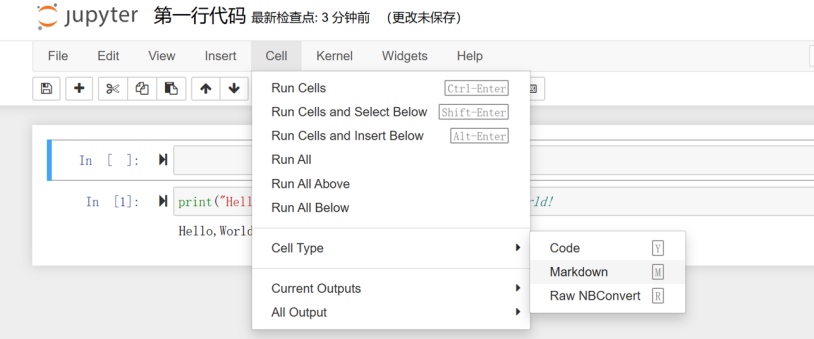 jupyter 第一行代码 最新检查点: 3 分钟前 (更改未保存)
File Edit View Insert Cell Kernel Widgets Help
Run Cells Ctrl-Enter
Run Cells and Select Below Shift-Enter
Run Cells and Insert Below Alt-Enter
Run All
Run All Above
Run All Below
Cell Type
Current Outputs
All Output
Code Y
Markdown M
Raw NBConvert R
In [ ]:
In [1]: print("Hell
Hello,World